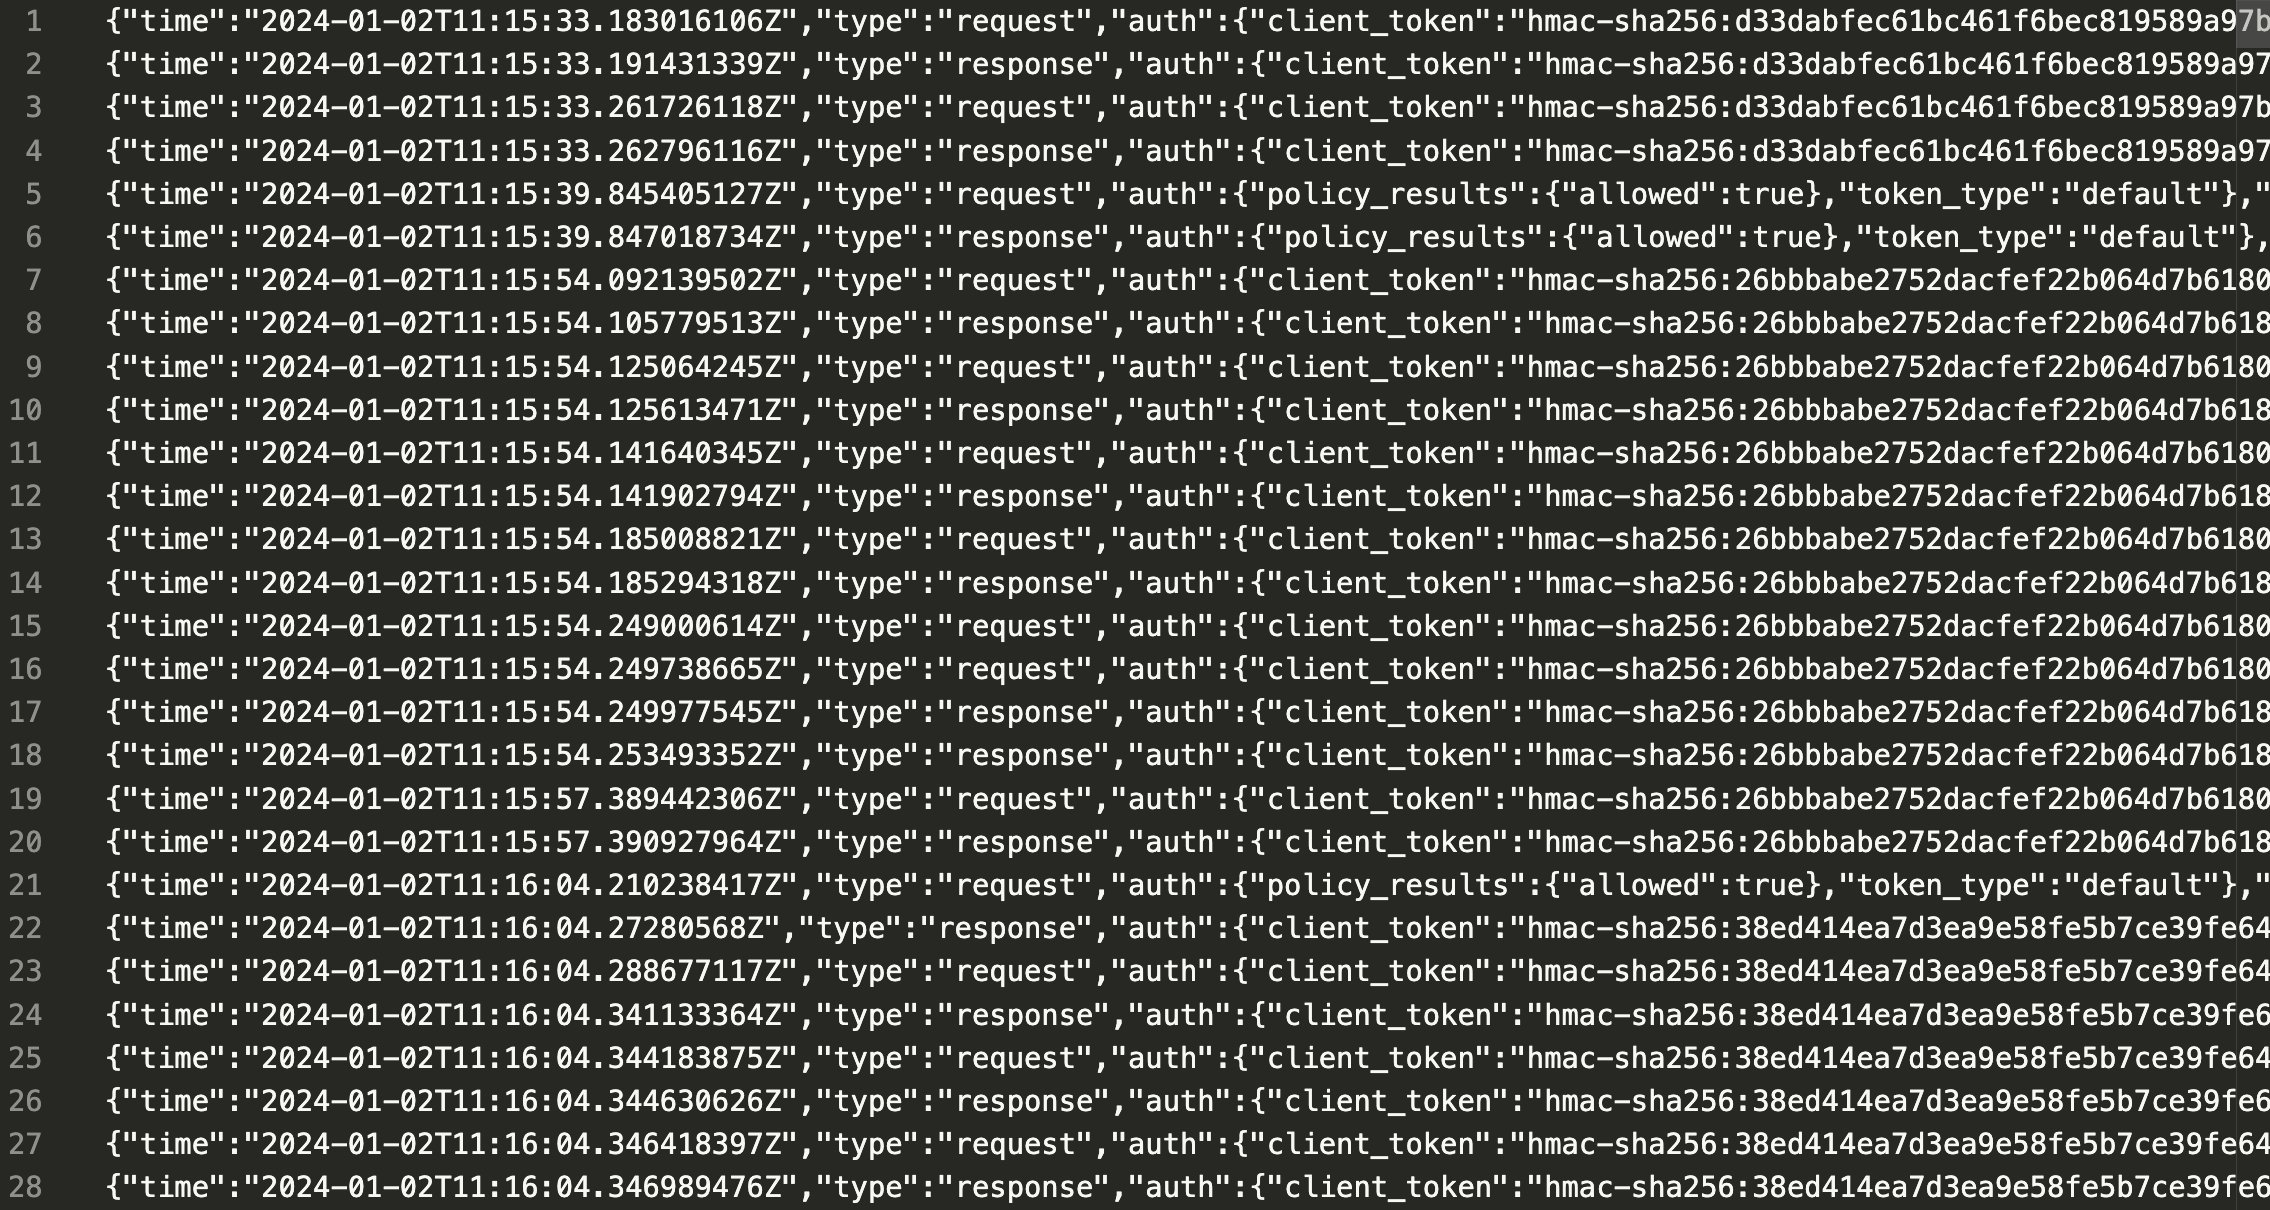 1 {"time":"2024-01-02T11:15:33.183016106Z","type":"request","auth":{"client_token":"hmac-sha256:d33dabfec61bc461f6bec819589a97b
2 {"time":"2024-01-02T11:15:33.191431339Z","type":"response","auth":{"client_token":"hmac-sha256:d33dabfec61bc461f6bec819589a97
3 {"time":"2024-01-02T11:15:33.261726118Z","type":"request","auth":{"client_token":"hmac-sha256:d33dabfec61bc461f6bec819589a97b
4 {"time":"2024-01-02T11:15:33.262796116Z","type":"response","auth":{"client_token":"hmac-sha256:d33dabfec61bc461f6bec819589a97
5 {"time":"2024-01-02T11:15:39.845405127Z","type":"request","auth":{"policy_results":{"allowed":true},"token_type":"default"},"
6 {"time":"2024-01-02T11:15:39.847018734Z","type":"response","auth":{"policy_results":{"allowed":true},"token_type":"default"},
7 {"time":"2024-01-02T11:15:54.092139502Z","type":"request","auth":{"client_token":"hmac-sha256:26bbbabe2752dacfef22b064d7b6180
8 {"time":"2024-01-02T11:15:54.105779513Z","type":"response","auth":{"client_token":"hmac-sha256:26bbbabe2752dacfef22b064d7b618
9 {"time":"2024-01-02T11:15:54.125064245Z","type":"request","auth":{"client_token":"hmac-sha256:26bbbabe2752dacfef22b064d7b6180
10 {"time":"2024-01-02T11:15:54.125613471Z","type":"response","auth":{"client_token":"hmac-sha256:26bbbabe2752dacfef22b064d7b618
11 {"time":"2024-01-02T11:15:54.141640345Z","type":"request","auth":{"client_token":"hmac-sha256:26bbbabe2752dacfef22b064d7b6180
12 {"time":"2024-01-02T11:15:54.141902794Z","type":"response","auth":{"client_token":"hmac-sha256:26bbbabe2752dacfef22b064d7b618
13 {"time":"2024-01-02T11:15:54.185008821Z","type":"request","auth":{"client_token":"hmac-sha256:26bbbabe2752dacfef22b064d7b6180
14 {"time":"2024-01-02T11:15:54.185294318Z","type":"response","auth":{"client_token":"hmac-sha256:26bbbabe2752dacfef22b064d7b618
15 {"time":"2024-01-02T11:15:54.249000614Z","type":"request","auth":{"client_token":"hmac-sha256:26bbbabe2752dacfef22b064d7b6180
16 {"time":"2024-01-02T11:15:54.249738665Z","type":"request","auth":{"client_token":"hmac-sha256:26bbbabe2752dacfef22b064d7b6180
17 {"time":"2024-01-02T11:15:54.249977545Z","type":"response","auth":{"client_token":"hmac-sha256:26bbbabe2752dacfef22b064d7b618
18 {"time":"2024-01-02T11:15:54.253493352Z","type":"response","auth":{"client_token":"hmac-sha256:26bbbabe2752dacfef22b064d7b618
19 {"time":"2024-01-02T11:15:57.389442306Z","type":"request","auth":{"client_token":"hmac-sha256:26bbbabe2752dacfef22b064d7b6180
20 {"time":"2024-01-02T11:15:57.390927964Z","type":"response","auth":{"client_token":"hmac-sha256:26bbbabe2752dacfef22b064d7b618
21 {"time":"2024-01-02T11:16:04.210238417Z","type":"request","auth":{"policy_results":{"allowed":true},"token_type":"default"},"
22 {"time":"2024-01-02T11:16:04.27280568Z","type":"response","auth":{"client_token":"hmac-sha256:38ed414ea7d3ea9e58fe5b7ce39fe64
23 {"time":"2024-01-02T11:16:04.288677117Z","type":"request","auth":{"client_token":"hmac-sha256:38ed414ea7d3ea9e58fe5b7ce39fe64
24 {"time":"2024-01-02T11:16:04.341133364Z","type":"response","auth":{"client_token":"hmac-sha256:38ed414ea7d3ea9e58fe5b7ce39fe6
25 {"time":"2024-01-02T11:16:04.344183875Z","type":"request","auth":{"client_token":"hmac-sha256:38ed414ea7d3ea9e58fe5b7ce39fe64
26 {"time":"2024-01-02T11:16:04.344630626Z","type":"response","auth":{"client_token":"hmac-sha256:38ed414ea7d3ea9e58fe5b7ce39fe6
27 {"time":"2024-01-02T11:16:04.346418397Z","type":"request","auth":{"client_token":"hmac-sha256:38ed414ea7d3ea9e58fe5b7ce39fe64
28 {"time":"2024-01-02T11:16:04.346989476Z","type":"response","auth":{"client_token":"hmac-sha256:38ed414ea7d3ea9e58fe5b7ce39fe6